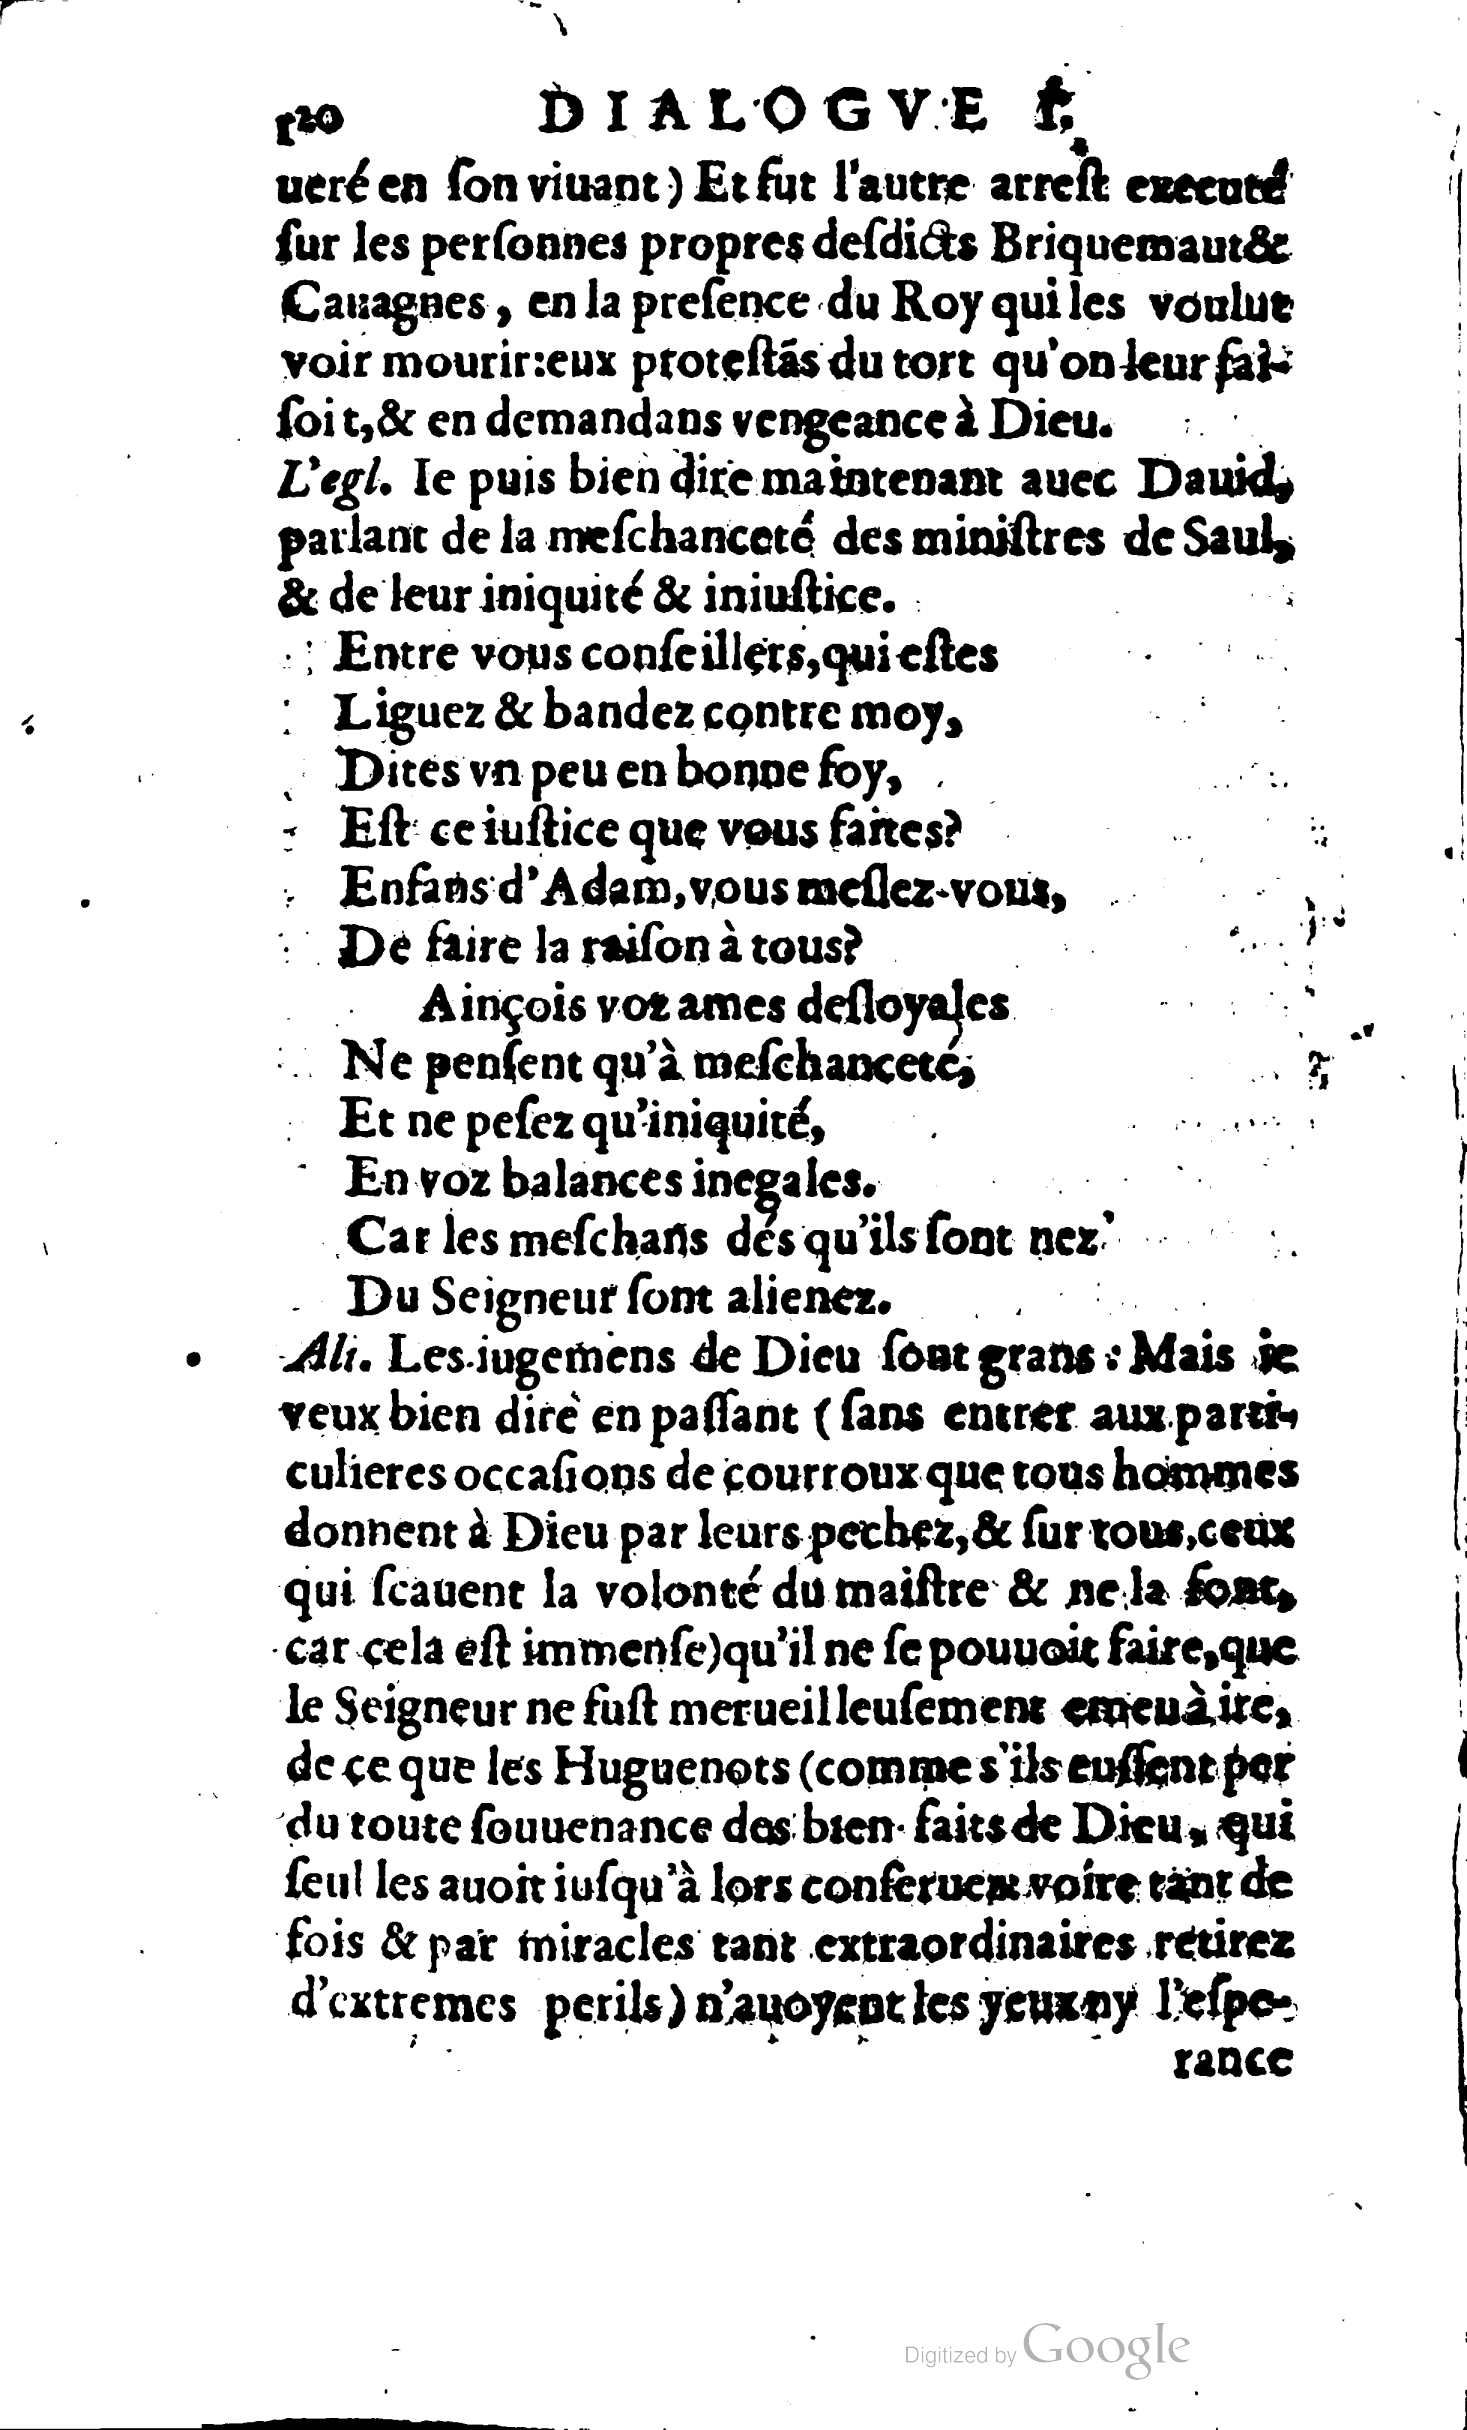 120 DIALOGVE I.
ueré en ſon viuant) Et fut l'autre arreſt executé
ſur les perſonnes propres deſdicts Briquemaut &
Cauagnes, en la preſence du Roy qui les voulut
voir mourir: eux proteſtãs du tort qu'on leur fai-
ſoit, & en demandans vengeance à Dieu.
L'egl. Ie puis bien dire maintenant auec Dauid,
parlant de la meſchanceté des miniſtres de Saul,
& de leur iniquité & iniuſtice.
Entre vous conſeillers, qui eſtes
Liguez & bandez contre moy,
Dites vn peu en bonne foy,
Eſt ce iuſtice que vous faites?
Enfans d'Adam, vous meſlez-vous,
De faire la raiſon à tous?
Ainçois voz ames deſloyales
Ne penſent qu'à meſchanceté,
Et ne peſez qu'iniquité,
En voz balances inegales.
Car les meſchans dés qu'ils ſont nez
Du Seigneur ſont alienez.
Ali. Les iugemens de Dieu ſont grans: Mais ie
veux bien dire en paſſant (ſans entrer aux parti-
culieres occaſions de courroux que tous hommes
donnent à Dieu par leurs pechez, & ſur tous, ceux
qui ſcauent la volonté du maiſtre & ne la font,
car cela eſt immenſe) qu'il ne ſe pouuoit faire, que
le Seigneur ne fuſt merueilleuſement emeu à ire,
de ce que les Huguenots (comme s'ils euſſent per
du toute ſouuenance des bien-faits de Dieu, qui
ſeul les auoit iuſqu'à lors conſeruez voire tant de
fois & par miracles tant extraordinaires retirez
d'extremes perils) n'auoyent les yeux ny l'eſpe-
rance
Digitized by Google